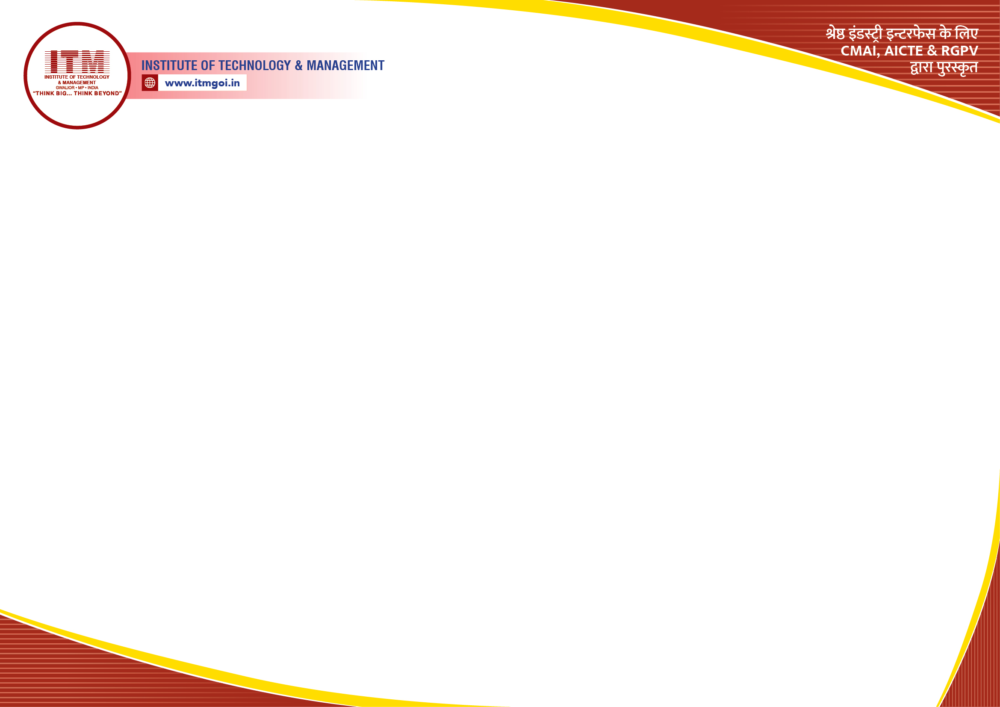 ITM
INSTITUTE OF TECHNOLOGY
& MANAGEMENT
GWALIOR • MP • INDIA
“THINK BIG... THINK BEYOND”
INSTITUTE OF TECHNOLOGY & MANAGEMENT
www.itmgoi.in
श्रेष्ठ इंडस्ट्री इन्टरफेस के लिए
CMAI, AICTE & RGPV
द्वारा पुरस्कृत